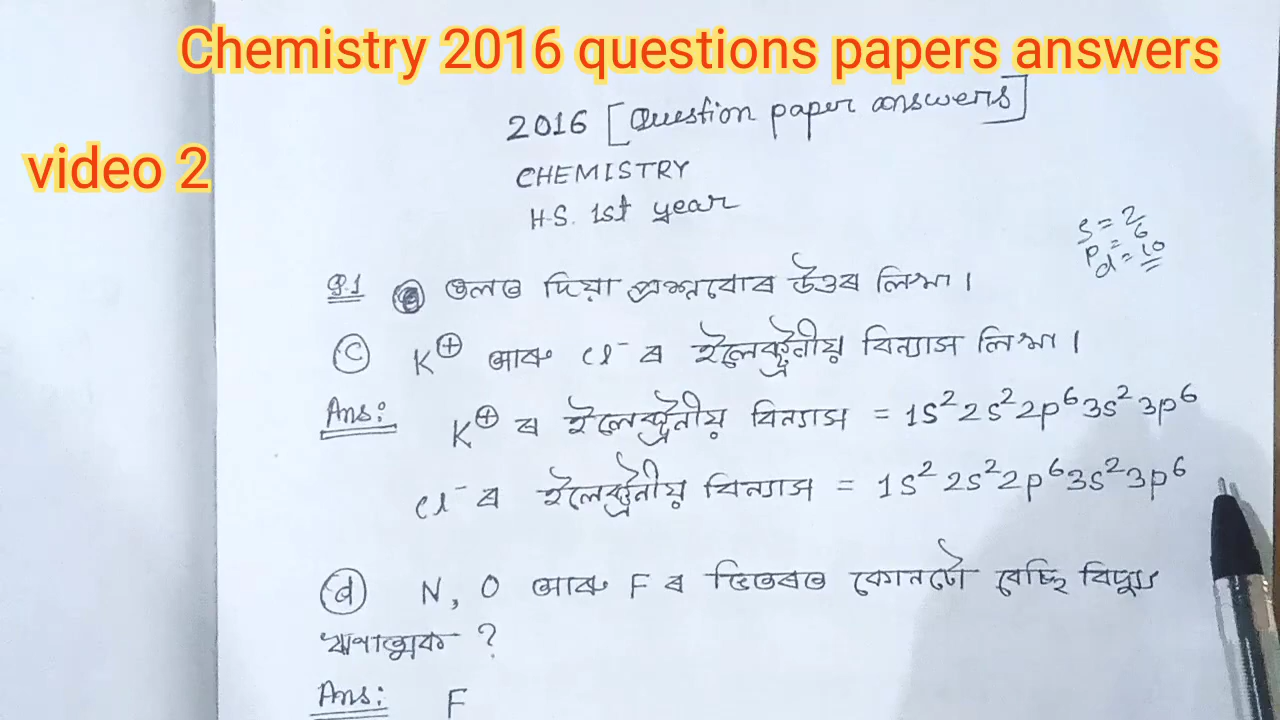 Chemistry 2016 questions papers answers
video 2
2016 [Question paper answers]
CHEMISTRY
H.S. 1st year
S = 2
P = 6
d = 10
Q.1 তলত দিয়া প্ৰশ্নবোৰ উত্তৰ লিখা।
(c) K⊕ আৰু Cl⁻ ৰ ইলেক্ট্ৰনীয় বিন্যাস লিখা।
Ans: K⊕ ৰ ইলেক্ট্ৰনীয় বিন্যাস = 1S² 2S² 2p⁶ 3s² 3p⁶
Cl⁻ ৰ ইলেক্ট্ৰনীয় বিন্যাস = 1S² 2S² 2p⁶ 3s² 3p⁶
(d) N, O আৰু F ৰ ভিতৰত কোনটো বেছি বিদ্যুৎ
ঋণাত্মক ?
Ans: F